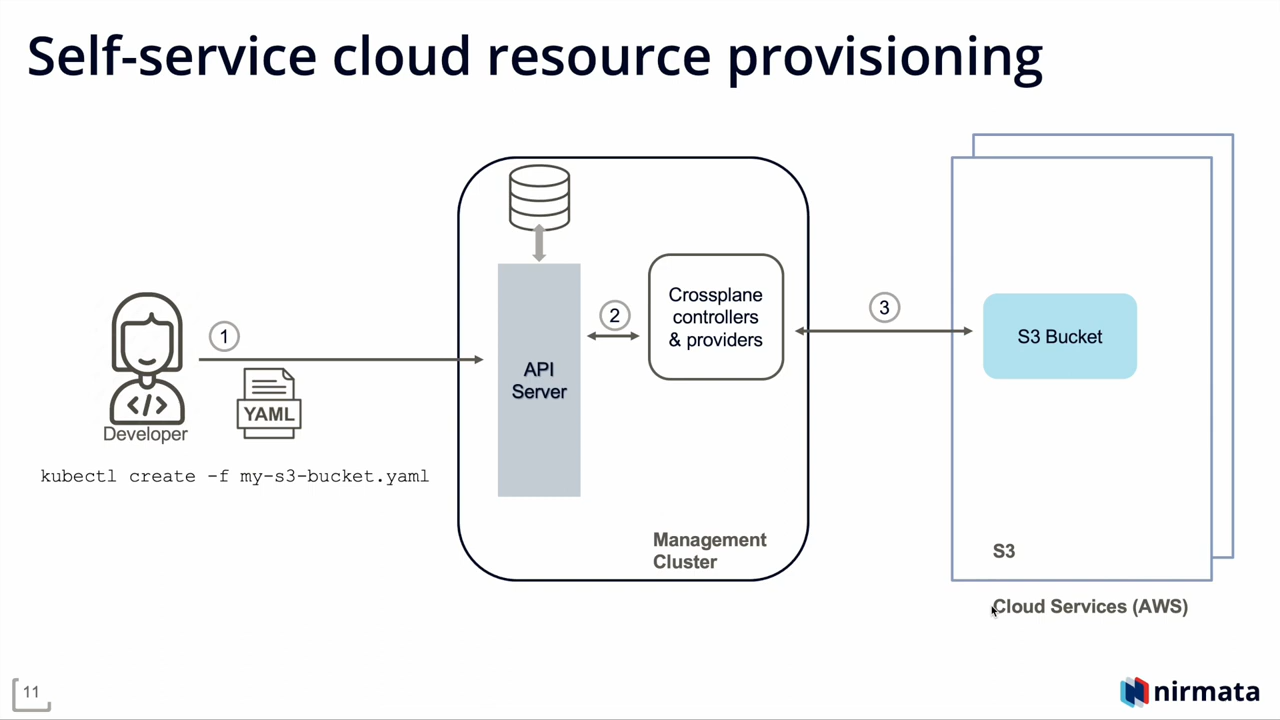 Self-service cloud resource provisioning
1
YAML
Developer
kubectl create -f my-s3-bucket.yaml
API
Server
2
Crossplane
controllers
& providers
Management
Cluster
3
S3 Bucket
S3
Cloud Services (AWS)
11
nirmata